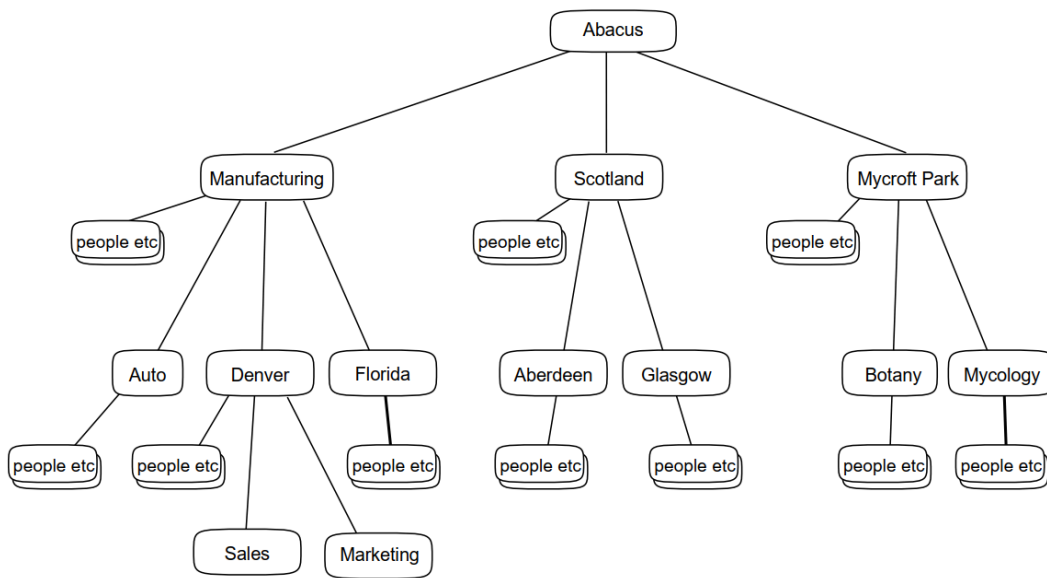 Abacus
Manufacturing
Scotland
Mycroft Park
people etc
people etc
people etc
Auto
Denver
Florida
Aberdeen
Glasgow
Botany
Mycology
people etc
people etc
people etc
people etc
people etc
people etc
people etc
Sales
Marketing